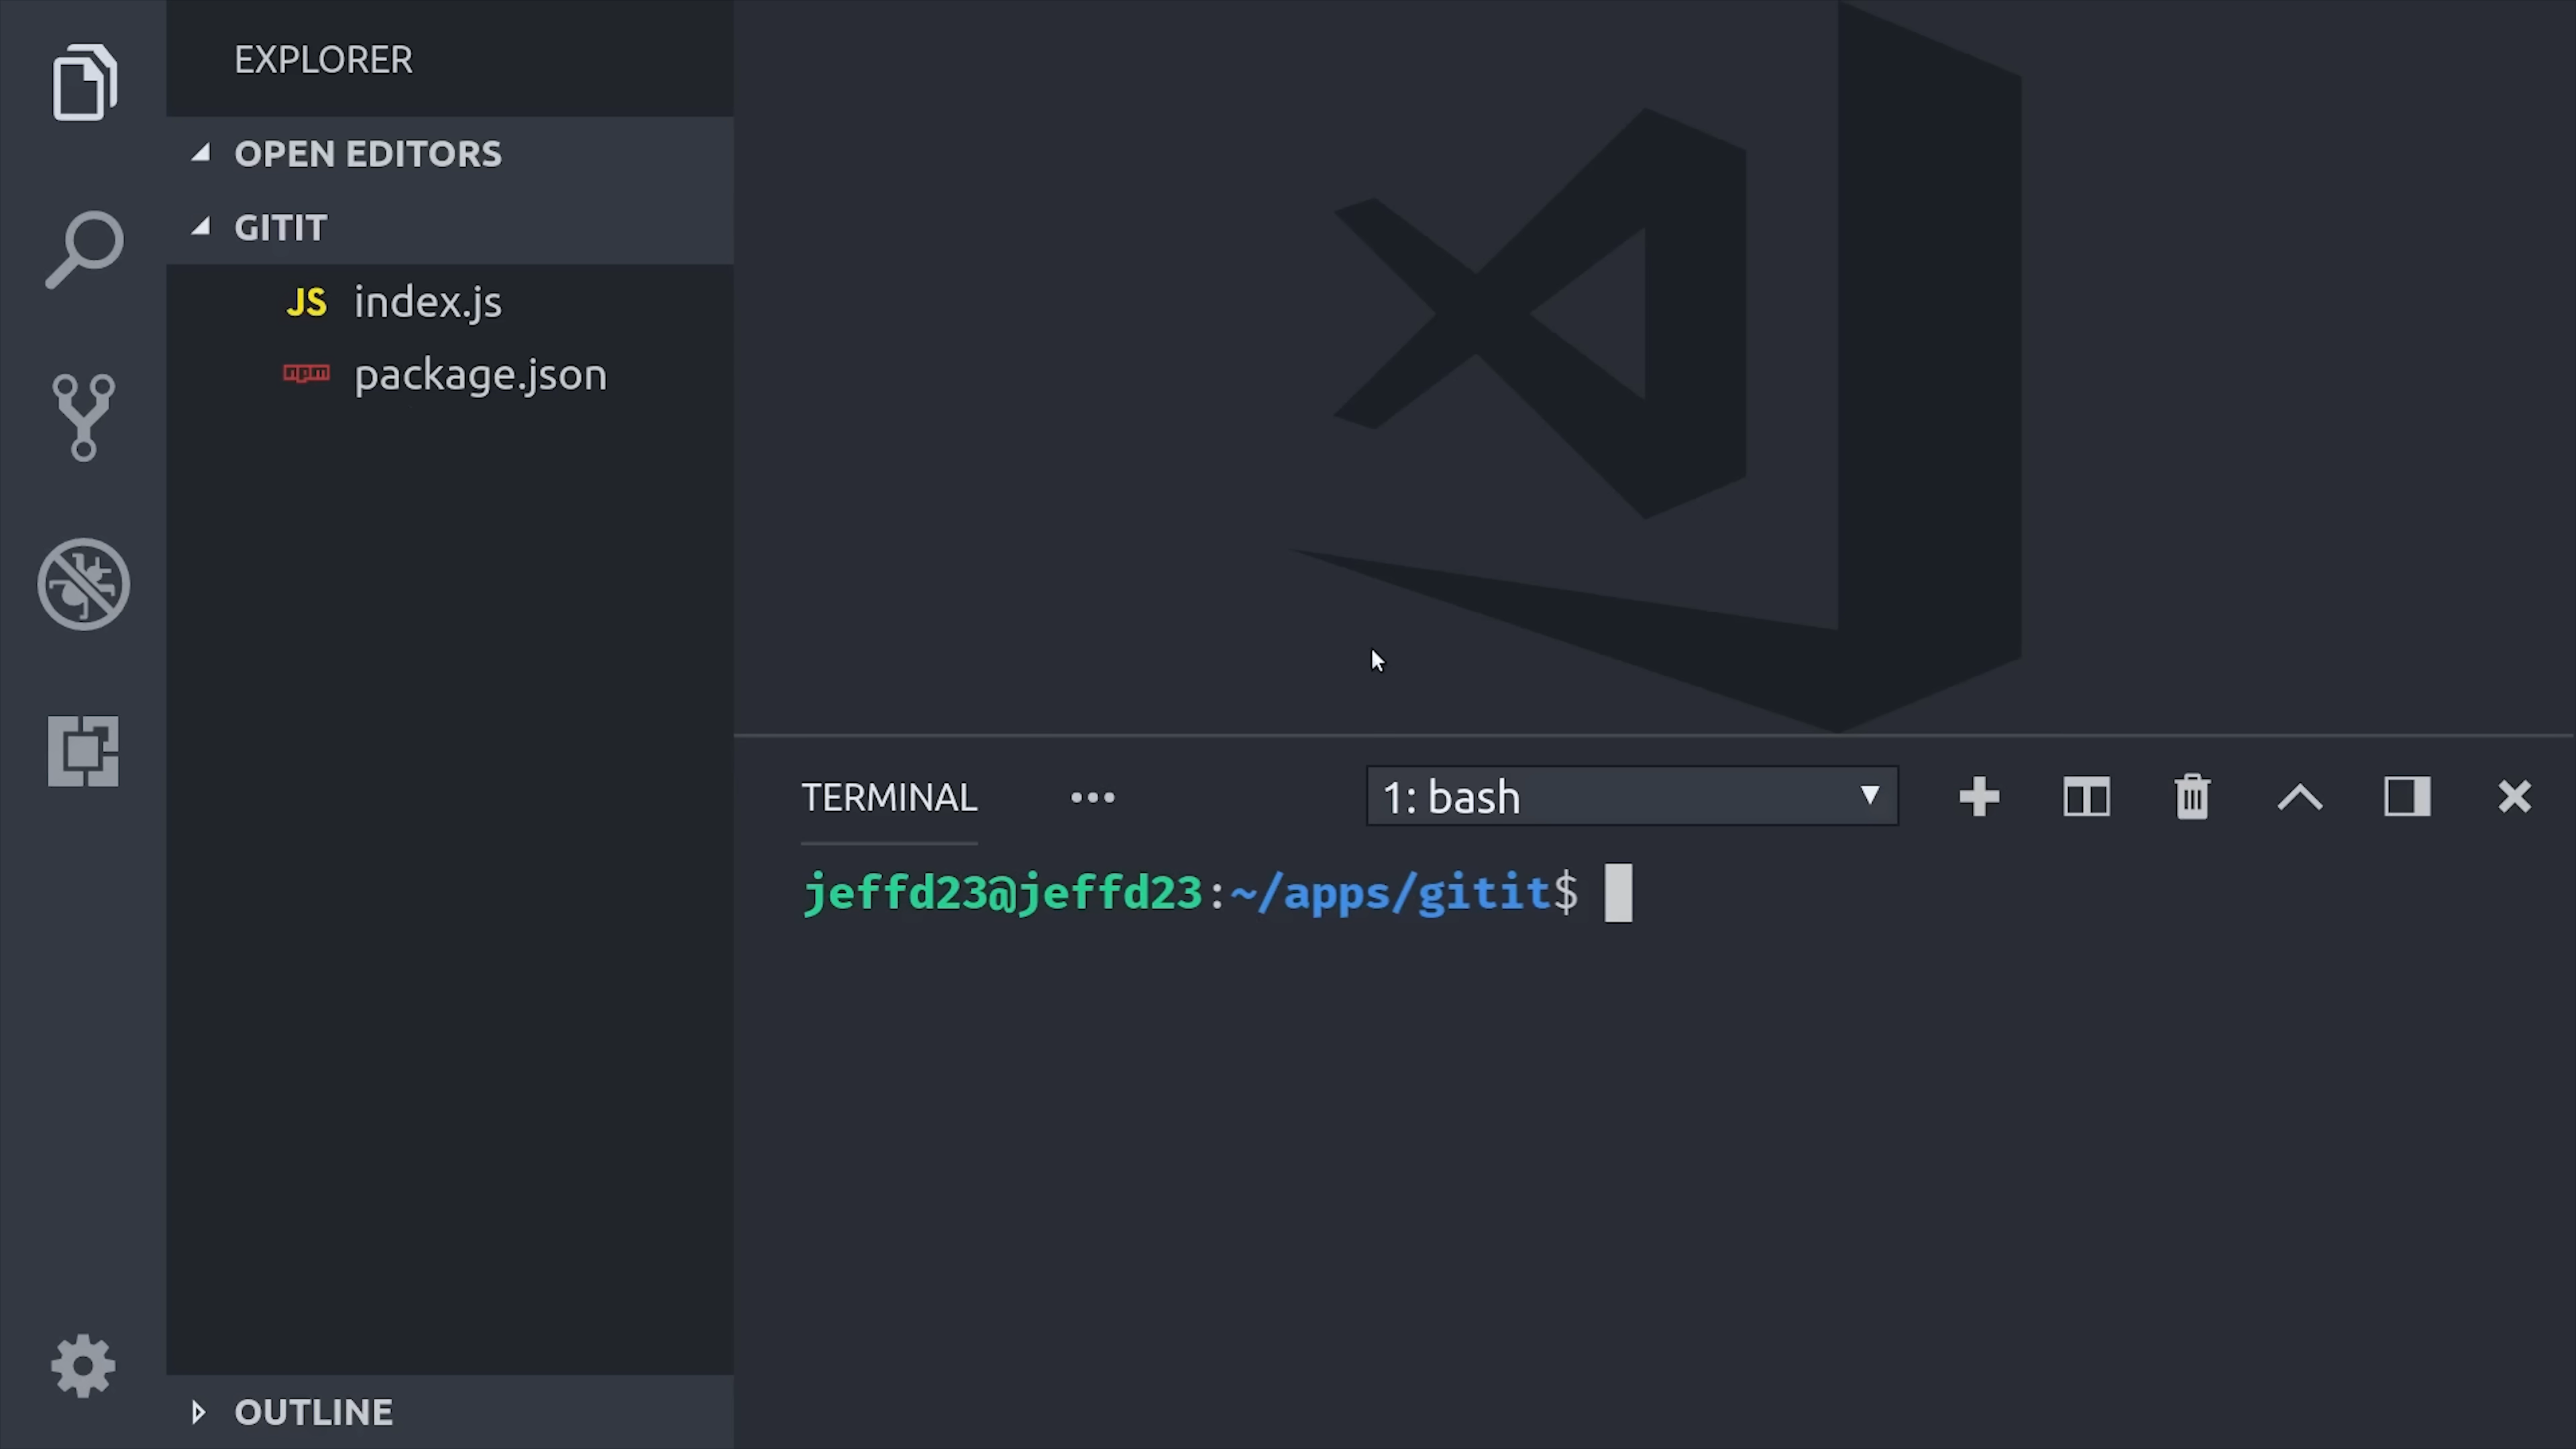 EXPLORER
OPEN EDITORS
GITIT
JS index.js
npm package.json
OUTLINE
TERMINAL ••• 1: bash
jeffd23@jeffd23:~/apps/gitit$